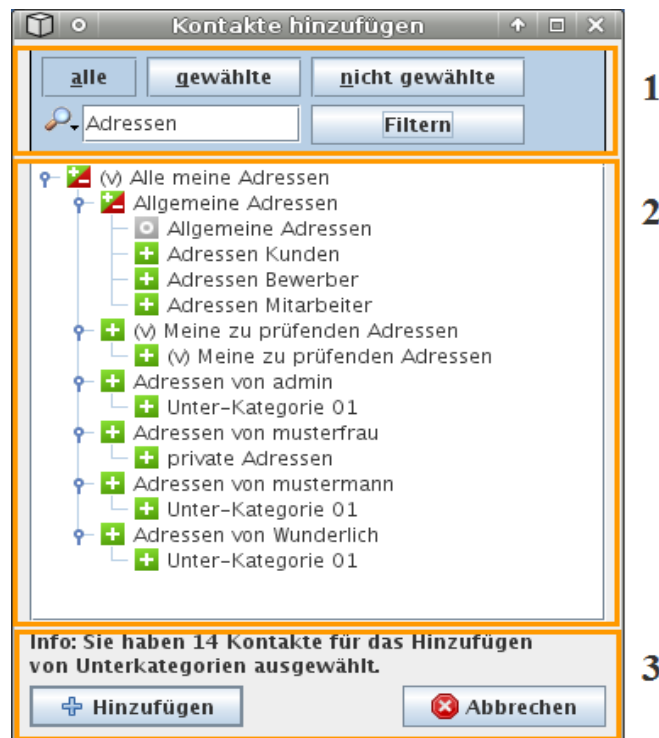 Kontakte hinzufügen
alle gewählte nicht gewählte
1
Adressen Filtern
(v) Alle meine Adressen
2
Allgemeine Adressen
Allgemeine Adressen
Adressen Kunden
Adressen Bewerber
Adressen Mitarbeiter
(v) Meine zu prüfenden Adressen
(v) Meine zu prüfenden Adressen
Adressen von admin
Unter-Kategorie 01
Adressen von musterfrau
private Adressen
Adressen von mustermann
Unter-Kategorie 01
Adressen von Wunderlich
Unter-Kategorie 01
Info: Sie haben 14 Kontakte für das Hinzufügen
von Unterkategorien ausgewählt.
3
Hinzufügen Abbrechen